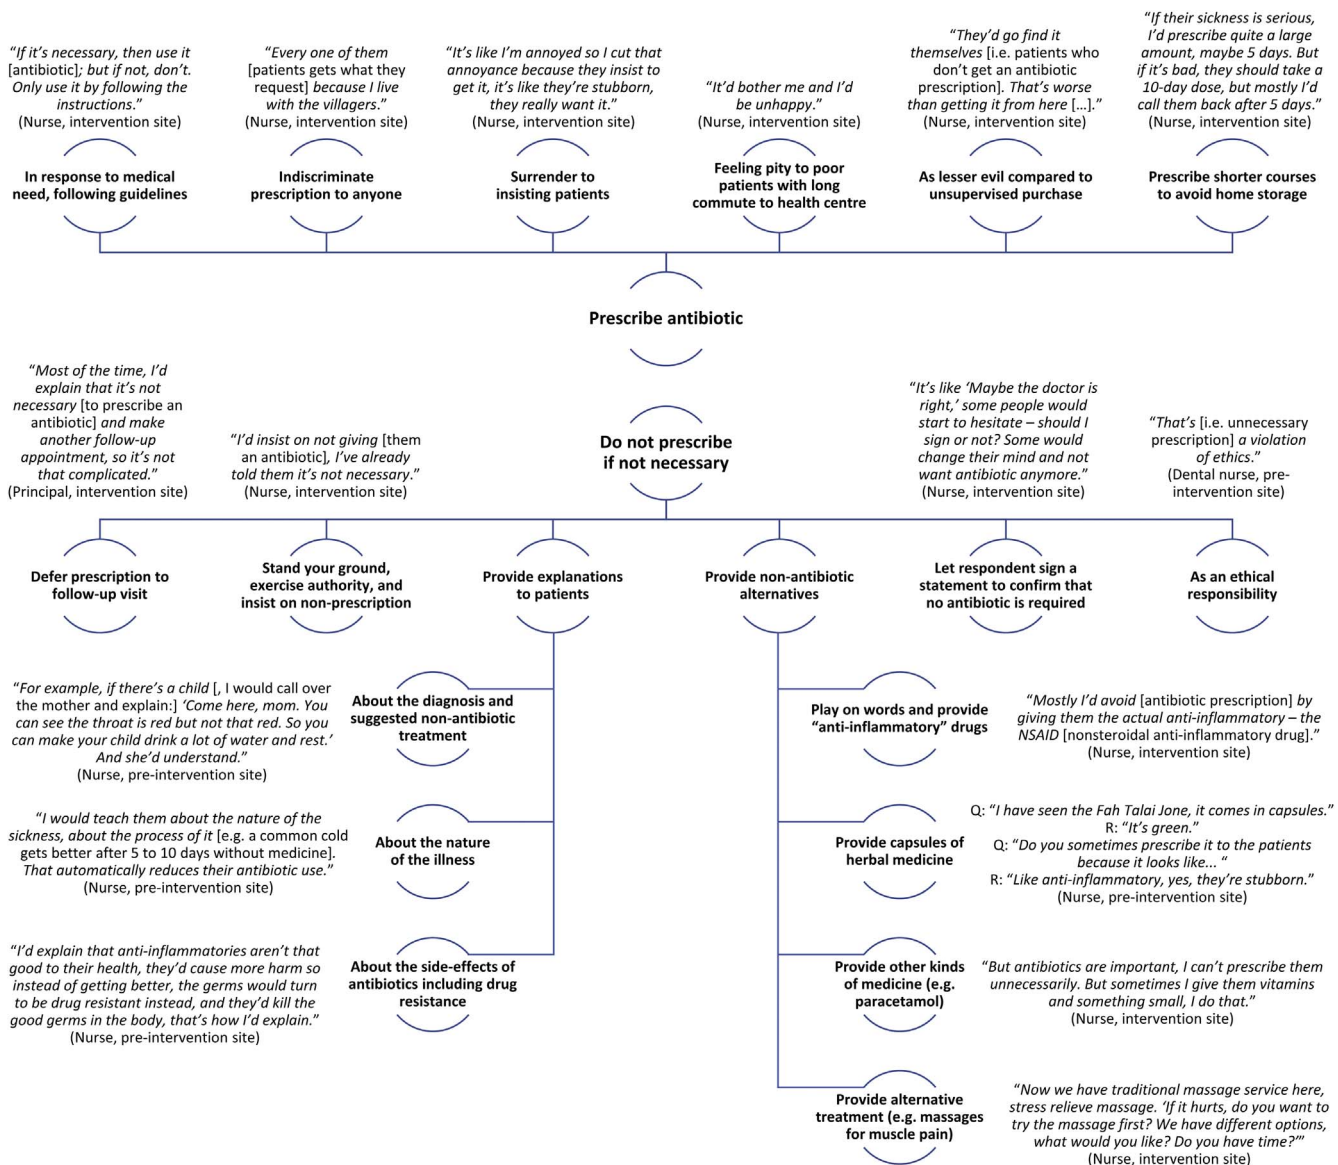 “If it’s necessary, then use it
[antibiotic]; but if not, don’t.
Only use it by following the
instructions.”
(Nurse, intervention site)
In response to medical
need, following guidelines
“Every one of them
[patients gets what they
request] because I live
with the villagers.”
(Nurse, intervention site)
Indiscriminate
prescription to anyone
“It’s like I’m annoyed so I cut that
annoyance because they insist to
get it, it’s like they’re stubborn,
they really want it.”
(Nurse, intervention site)
Surrender to
insisting patients
“It’d bother me and I’d
be unhappy.”
(Nurse, intervention site)
Feeling pity to poor
patients with long
commute to health centre
“They’d go find it
themselves [i.e. patients who
don’t get an antibiotic
prescription]. That’s worse
than getting it from here […].”
(Nurse, intervention site)
As lesser evil compared to
unsupervised purchase
“If their sickness is serious,
I’d prescribe quite a large
amount, maybe 5 days. But
if it’s bad, they should take a
10-day dose, but mostly I’d
call them back after 5 days.”
(Nurse, intervention site)
Prescribe shorter courses
to avoid home storage
Prescribe antibiotic
Do not prescribe
if not necessary
“Most of the time, I’d
explain that it’s not
necessary [to prescribe an
antibiotic] and make
another follow-up
appointment, so it’s not
that complicated.”
(Principal, intervention site)
Defer prescription to
follow-up visit
“I’d insist on not giving [them
an antibiotic], I’ve already
told them it’s not necessary.”
(Nurse, intervention site)
Stand your ground,
exercise authority, and
insist on non-prescription
Provide explanations
to patients
Provide non-antibiotic
alternatives
“It’s like ‘Maybe the doctor is
right,’ some people would
start to hesitate – should I
sign or not? Some would
change their mind and not
want antibiotic anymore.”
(Nurse, intervention site)
Let respondent sign a
statement to confirm that
no antibiotic is required
“That’s [i.e. unnecessary
prescription] a violation
of ethics.”
(Dental nurse, pre-
intervention site)
As an ethical
responsibility
“For example, if there’s a child [, I would call over
the mother and explain:] ‘Come here, mom. You
can see the throat is red but not that red. So you
can make your child drink a lot of water and rest.’
And she’d understand.”
(Nurse, pre-intervention site)
About the diagnosis and
suggested non-antibiotic
treatment
“I would teach them about the nature of the
sickness, about the process of it [e.g. a common cold
gets better after 5 to 10 days without medicine].
That automatically reduces their antibiotic use.”
(Nurse, pre-intervention site)
About the nature
of the illness
“I’d explain that anti-inflammatories aren’t that
good to their health, they’d cause more harm so
instead of getting better, the germs would turn
to be drug resistant instead, and they’d kill the
good germs in the body, that’s how I’d explain.”
(Nurse, pre-intervention site)
About the side-effects of
antibiotics including drug
resistance
Play on words and provide
“anti-inflammatory” drugs
“Mostly I’d avoid [antibiotic prescription] by
giving them the actual anti-inflammatory – the
NSAID [nonsteroidal anti-inflammatory drug].”
(Nurse, intervention site)
Provide capsules of
herbal medicine
Q: “I have seen the Fah Talai Jone, it comes in capsules.”
R: “It’s green.”
Q: “Do you sometimes prescribe it to the patients
because it looks like... “
R: “Like anti-inflammatory, yes, they’re stubborn.”
(Nurse, pre-intervention site)
Provide other kinds
of medicine (e.g.
paracetamol)
“But antibiotics are important, I can’t prescribe them
unnecessarily. But sometimes I give them vitamins
and something small, I do that.”
(Nurse, intervention site)
Provide alternative
treatment (e.g. massages
for muscle pain)
“Now we have traditional massage service here,
stress relieve massage. ‘If it hurts, do you want to
try the massage first? We have different options,
what would you like? Do you have time?’”
(Nurse, intervention site)